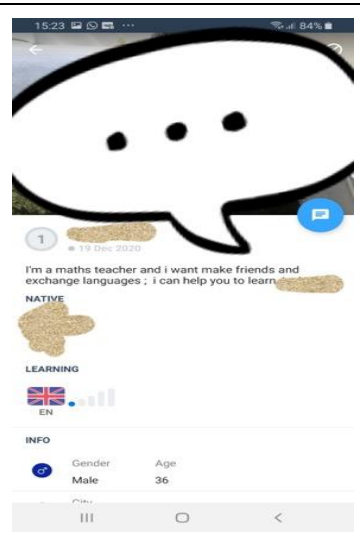 15:23 84%
1
19 Dec 2020
I'm a maths teacher and i want make friends and
exchange languages ; i can help you to learn
NATIVE
LEARNING
EN
INFO
Gender Age
Male 36
City